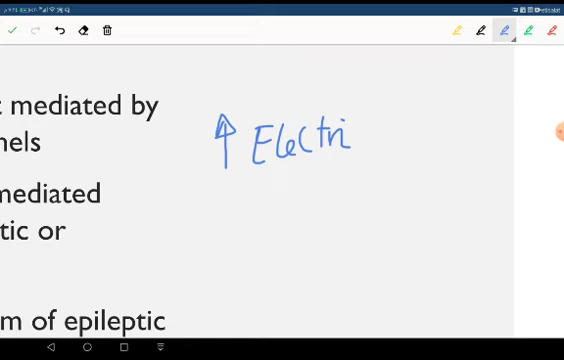 t mediated by
nels
↑ Electri
mediated
tic or
m of epileptic